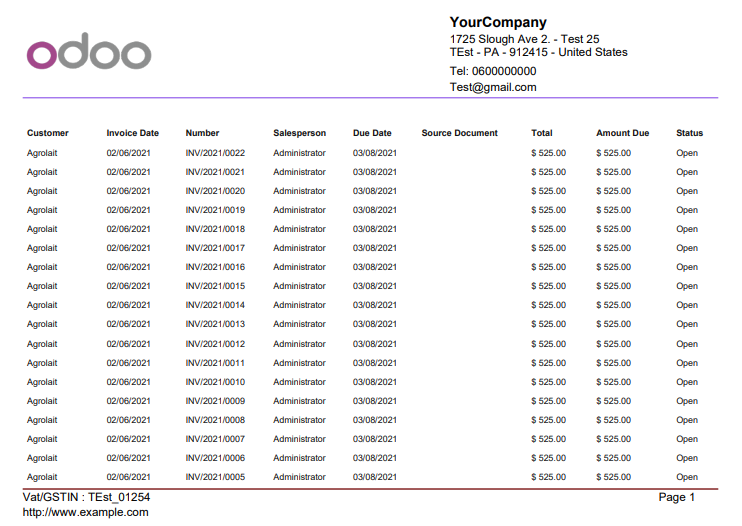 odoo
YourCompany
1725 Slough Ave 2. - Test 25
TEst - PA - 912415 - United States
Tel: 0600000000
Test@gmail.com
Customer Invoice Date Number Salesperson Due Date Source Document Total Amount Due Status
Agrolait 02/06/2021 INV/2021/0022 Administrator 03/08/2021 $ 525.00 $ 525.00 Open
Agrolait 02/06/2021 INV/2021/0021 Administrator 03/08/2021 $ 525.00 $ 525.00 Open
Agrolait 02/06/2021 INV/2021/0020 Administrator 03/08/2021 $ 525.00 $ 525.00 Open
Agrolait 02/06/2021 INV/2021/0019 Administrator 03/08/2021 $ 525.00 $ 525.00 Open
Agrolait 02/06/2021 INV/2021/0018 Administrator 03/08/2021 $ 525.00 $ 525.00 Open
Agrolait 02/06/2021 INV/2021/0017 Administrator 03/08/2021 $ 525.00 $ 525.00 Open
Agrolait 02/06/2021 INV/2021/0016 Administrator 03/08/2021 $ 525.00 $ 525.00 Open
Agrolait 02/06/2021 INV/2021/0015 Administrator 03/08/2021 $ 525.00 $ 525.00 Open
Agrolait 02/06/2021 INV/2021/0014 Administrator 03/08/2021 $ 525.00 $ 525.00 Open
Agrolait 02/06/2021 INV/2021/0013 Administrator 03/08/2021 $ 525.00 $ 525.00 Open
Agrolait 02/06/2021 INV/2021/0012 Administrator 03/08/2021 $ 525.00 $ 525.00 Open
Agrolait 02/06/2021 INV/2021/0011 Administrator 03/08/2021 $ 525.00 $ 525.00 Open
Agrolait 02/06/2021 INV/2021/0010 Administrator 03/08/2021 $ 525.00 $ 525.00 Open
Agrolait 02/06/2021 INV/2021/0009 Administrator 03/08/2021 $ 525.00 $ 525.00 Open
Agrolait 02/06/2021 INV/2021/0008 Administrator 03/08/2021 $ 525.00 $ 525.00 Open
Agrolait 02/06/2021 INV/2021/0007 Administrator 03/08/2021 $ 525.00 $ 525.00 Open
Agrolait 02/06/2021 INV/2021/0006 Administrator 03/08/2021 $ 525.00 $ 525.00 Open
Agrolait 02/06/2021 INV/2021/0005 Administrator 03/08/2021 $ 525.00 $ 525.00 Open
Vat/GSTIN : TEst_01254 Page 1
http://www.example.com